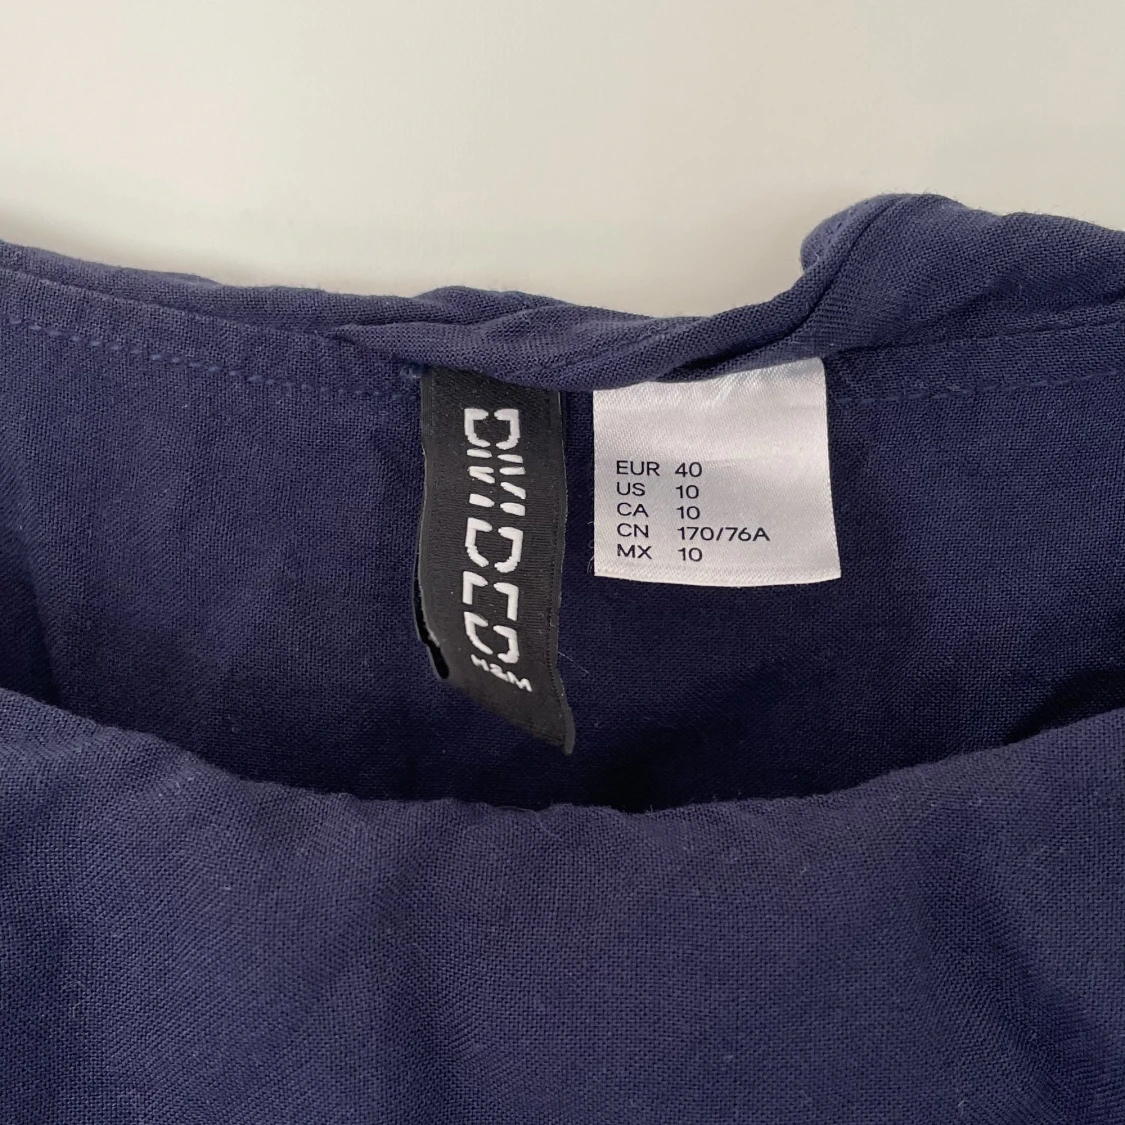 DIVIDED
H&M
EUR 40
US 10
CA 10
CN 170/76A
MX 10